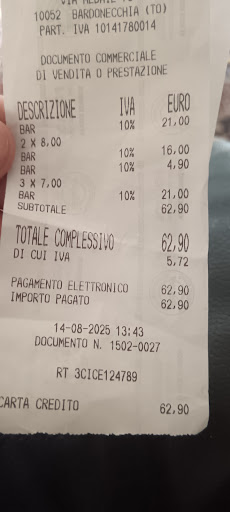 10052 BARDONECCHIA (TO)
PART. IVA 10141780014
DOCUMENTO COMMERCIALE
DI VENDITA O PRESTAZIONE
DESCRIZIONE IVA EURO
BAR 10% 21,00
2 X 8,00
BAR 10% 16,00
BAR 10% 4,90
3 X 7,00
BAR 10% 21,00
SUBTOTALE 62,90
TOTALE COMPLESSIVO 62,90
DI CUI IVA 5,72
PAGAMENTO ELETTRONICO 62,90
IMPORTO PAGATO 62,90
14-08-2025 13:43
DOCUMENTO N. 1502-0027
RT 3CICE124789
CARTA CREDITO 62,90